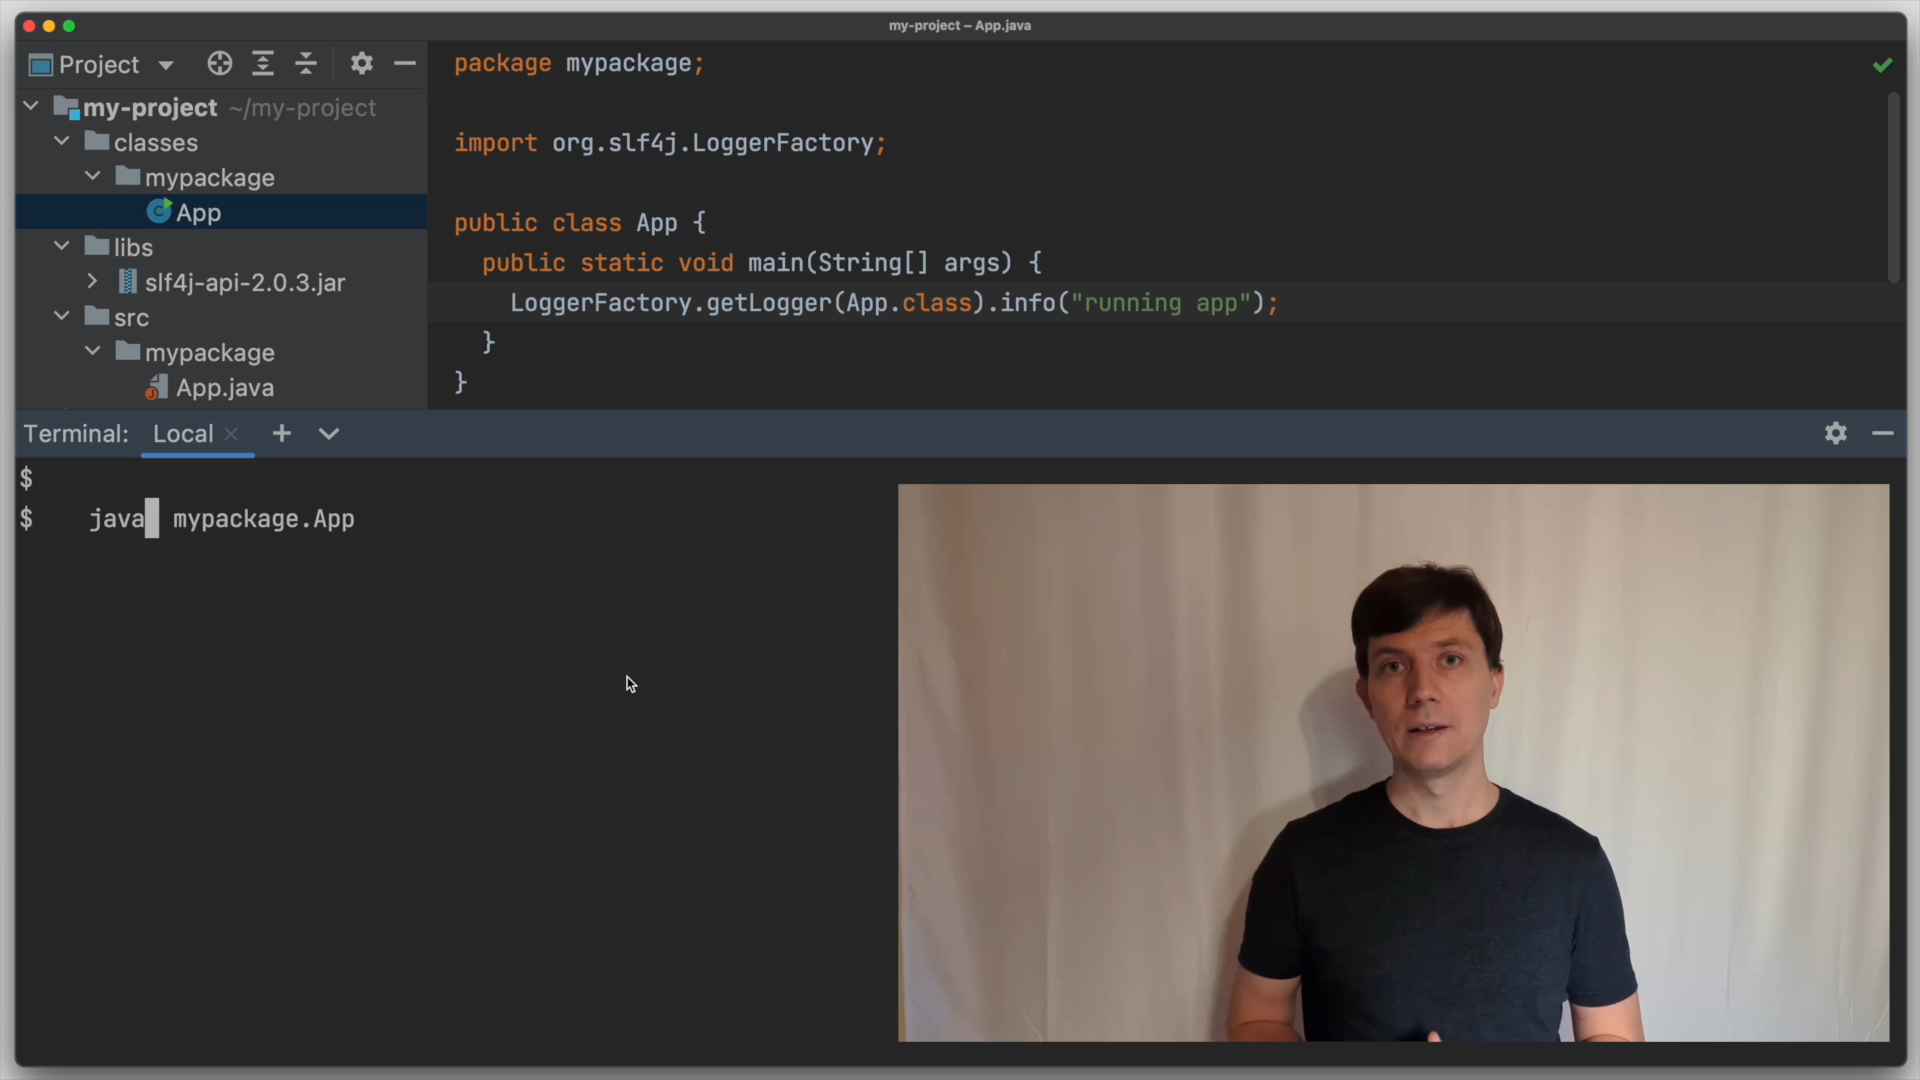 my-project – App.java
Project
my-project ~/my-project
classes
mypackage
App
libs
slf4j-api-2.0.3.jar
src
mypackage
App.java
package mypackage;
import org.slf4j.LoggerFactory;
public class App {
public static void main(String[] args) {
LoggerFactory.getLogger(App.class).info("running app");
}
}
Terminal: Local
$
$ java mypackage.App